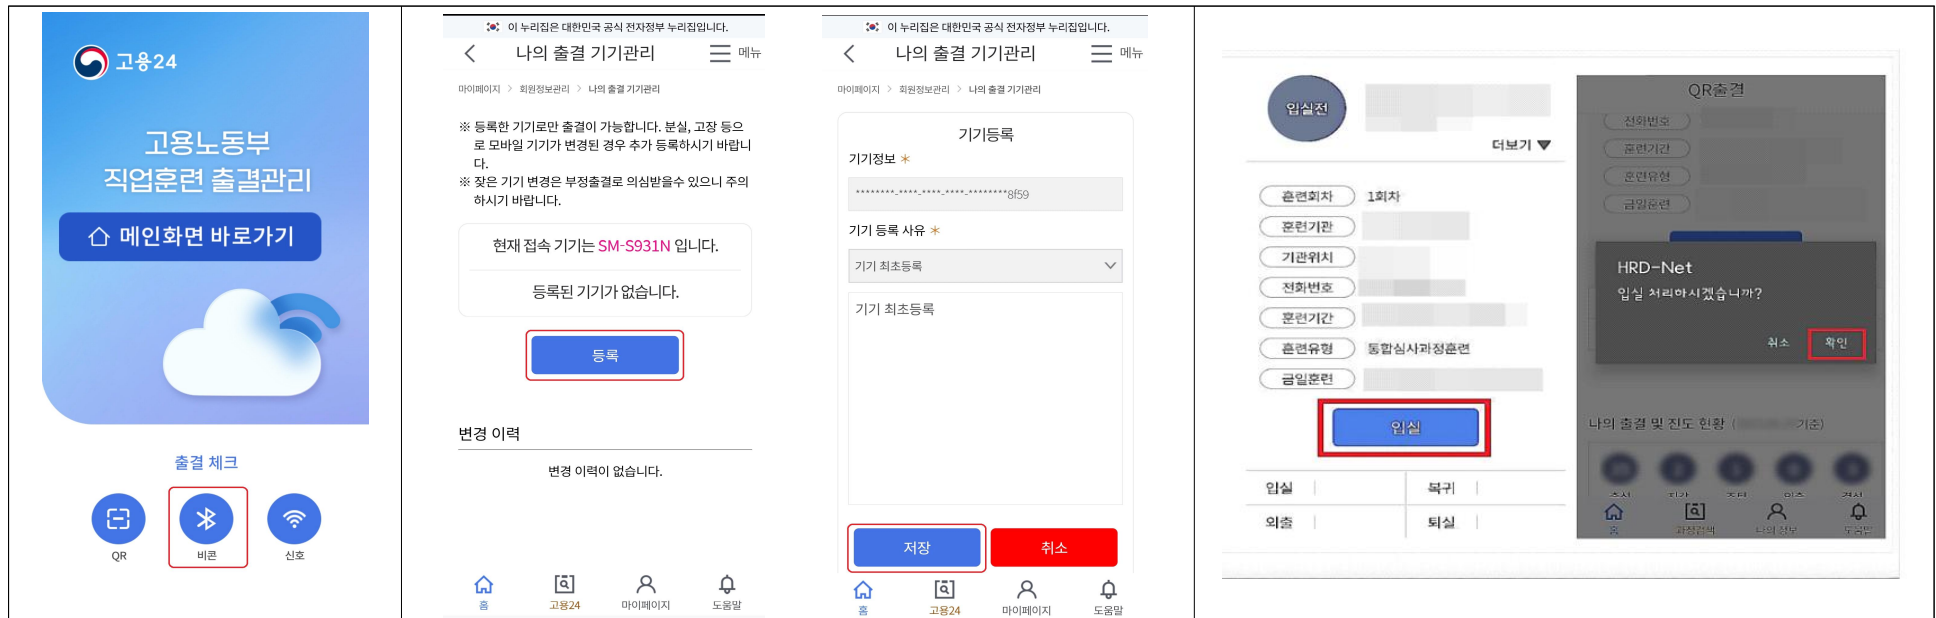 고용24
고용노동부
직업훈련 출결관리
메인화면 바로가기
출결 체크
QR
비콘
신호
이 누리집은 대한민국 공식 전자정부 누리집입니다.
나의 출결 기기관리
메뉴
마이페이지 > 회원정보관리 > 나의 출결 기기관리
※ 등록한 기기로만 출결이 가능합니다. 분실, 고장 등으
로 모바일 기기가 변경된 경우 추가 등록하시기 바랍니
다.
※ 잦은 기기 변경은 부정출결로 의심받을수 있으니 주의
하시기 바랍니다.
현재 접속 기기는 SM-S931N 입니다.
등록된 기기가 없습니다.
등록
변경 이력
변경 이력이 없습니다.
홈
고용24
마이페이지
도움말
이 누리집은 대한민국 공식 전자정부 누리집입니다.
나의 출결 기기관리
메뉴
마이페이지 > 회원정보관리 > 나의 출결 기기관리
기기등록
기기정보 *
********-****-****-****-********8f59
기기 등록 사유 *
기기 최초등록
기기 최초등록
저장
취소
홈
고용24
마이페이지
도움말
입실전
더보기 ▼
훈련회차 1회차
훈련기관
기관위치
전화번호
훈련기간
훈련유형 통합심사과정훈련
금일훈련
입실
입실
복귀
외출
퇴실
QR출결
전화번호
훈련기간
훈련유형
금일훈련
HRD-Net
입실 처리하시겠습니까?
취소
확인
나의 출결 및 진도 현황 ( 기준)
홈
과정검색
나의 정보
도움말